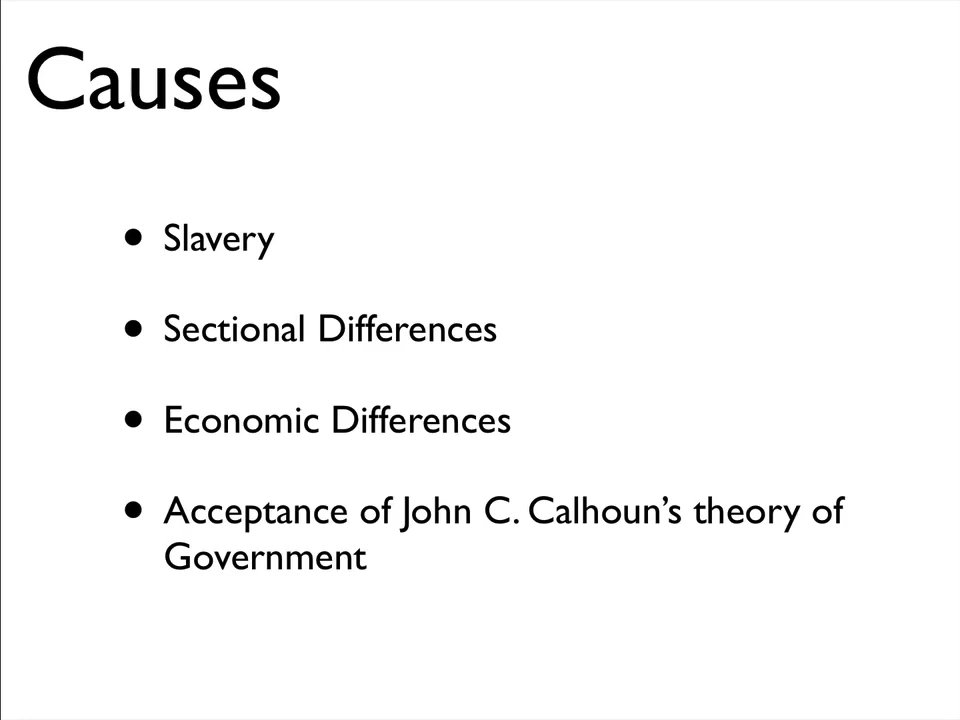 Causes
• Slavery
• Sectional Differences
• Economic Differences
• Acceptance of John C. Calhoun’s theory of
Government